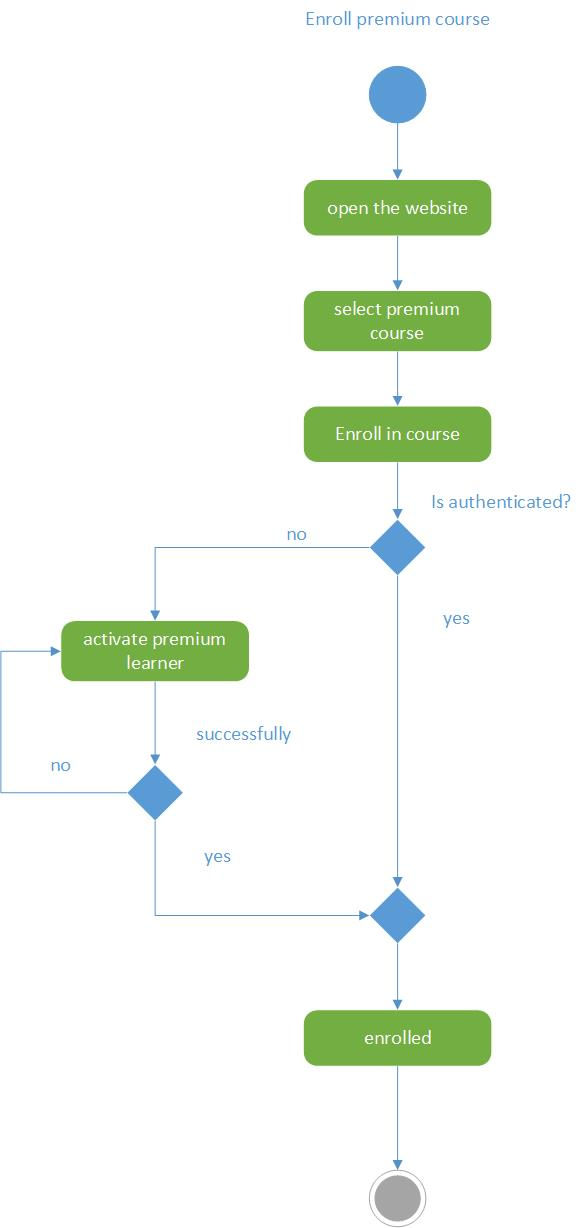 Enroll premium course
open the website
select premium
course
Enroll in course
Is authenticated?
no
yes
activate premium
learner
successfully
no
yes
enrolled